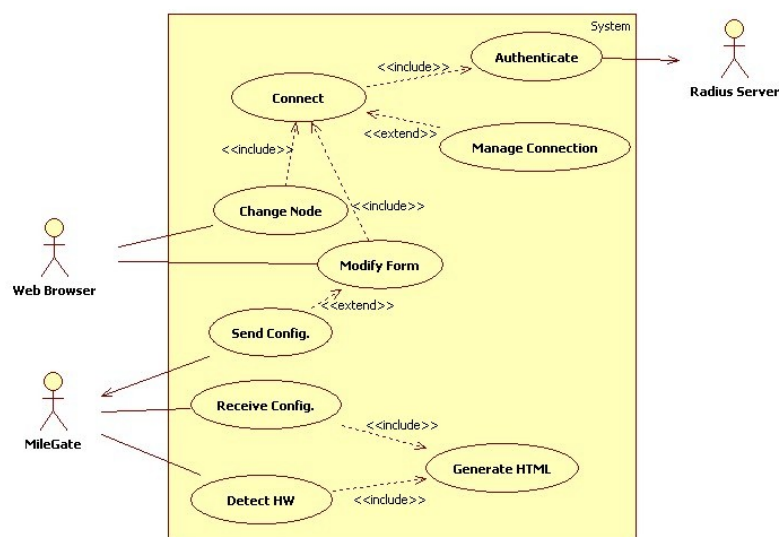 System
Authenticate
Radius Server
<<include>>
Connect
<<extend>>
Manage Connection
<<include>>
Change Node
<<include>>
Web Browser
Modify Form
<<extend>>
Send Config.
Receive Config.
MileGate
<<include>>
Generate HTML
Detect HW
<<include>>